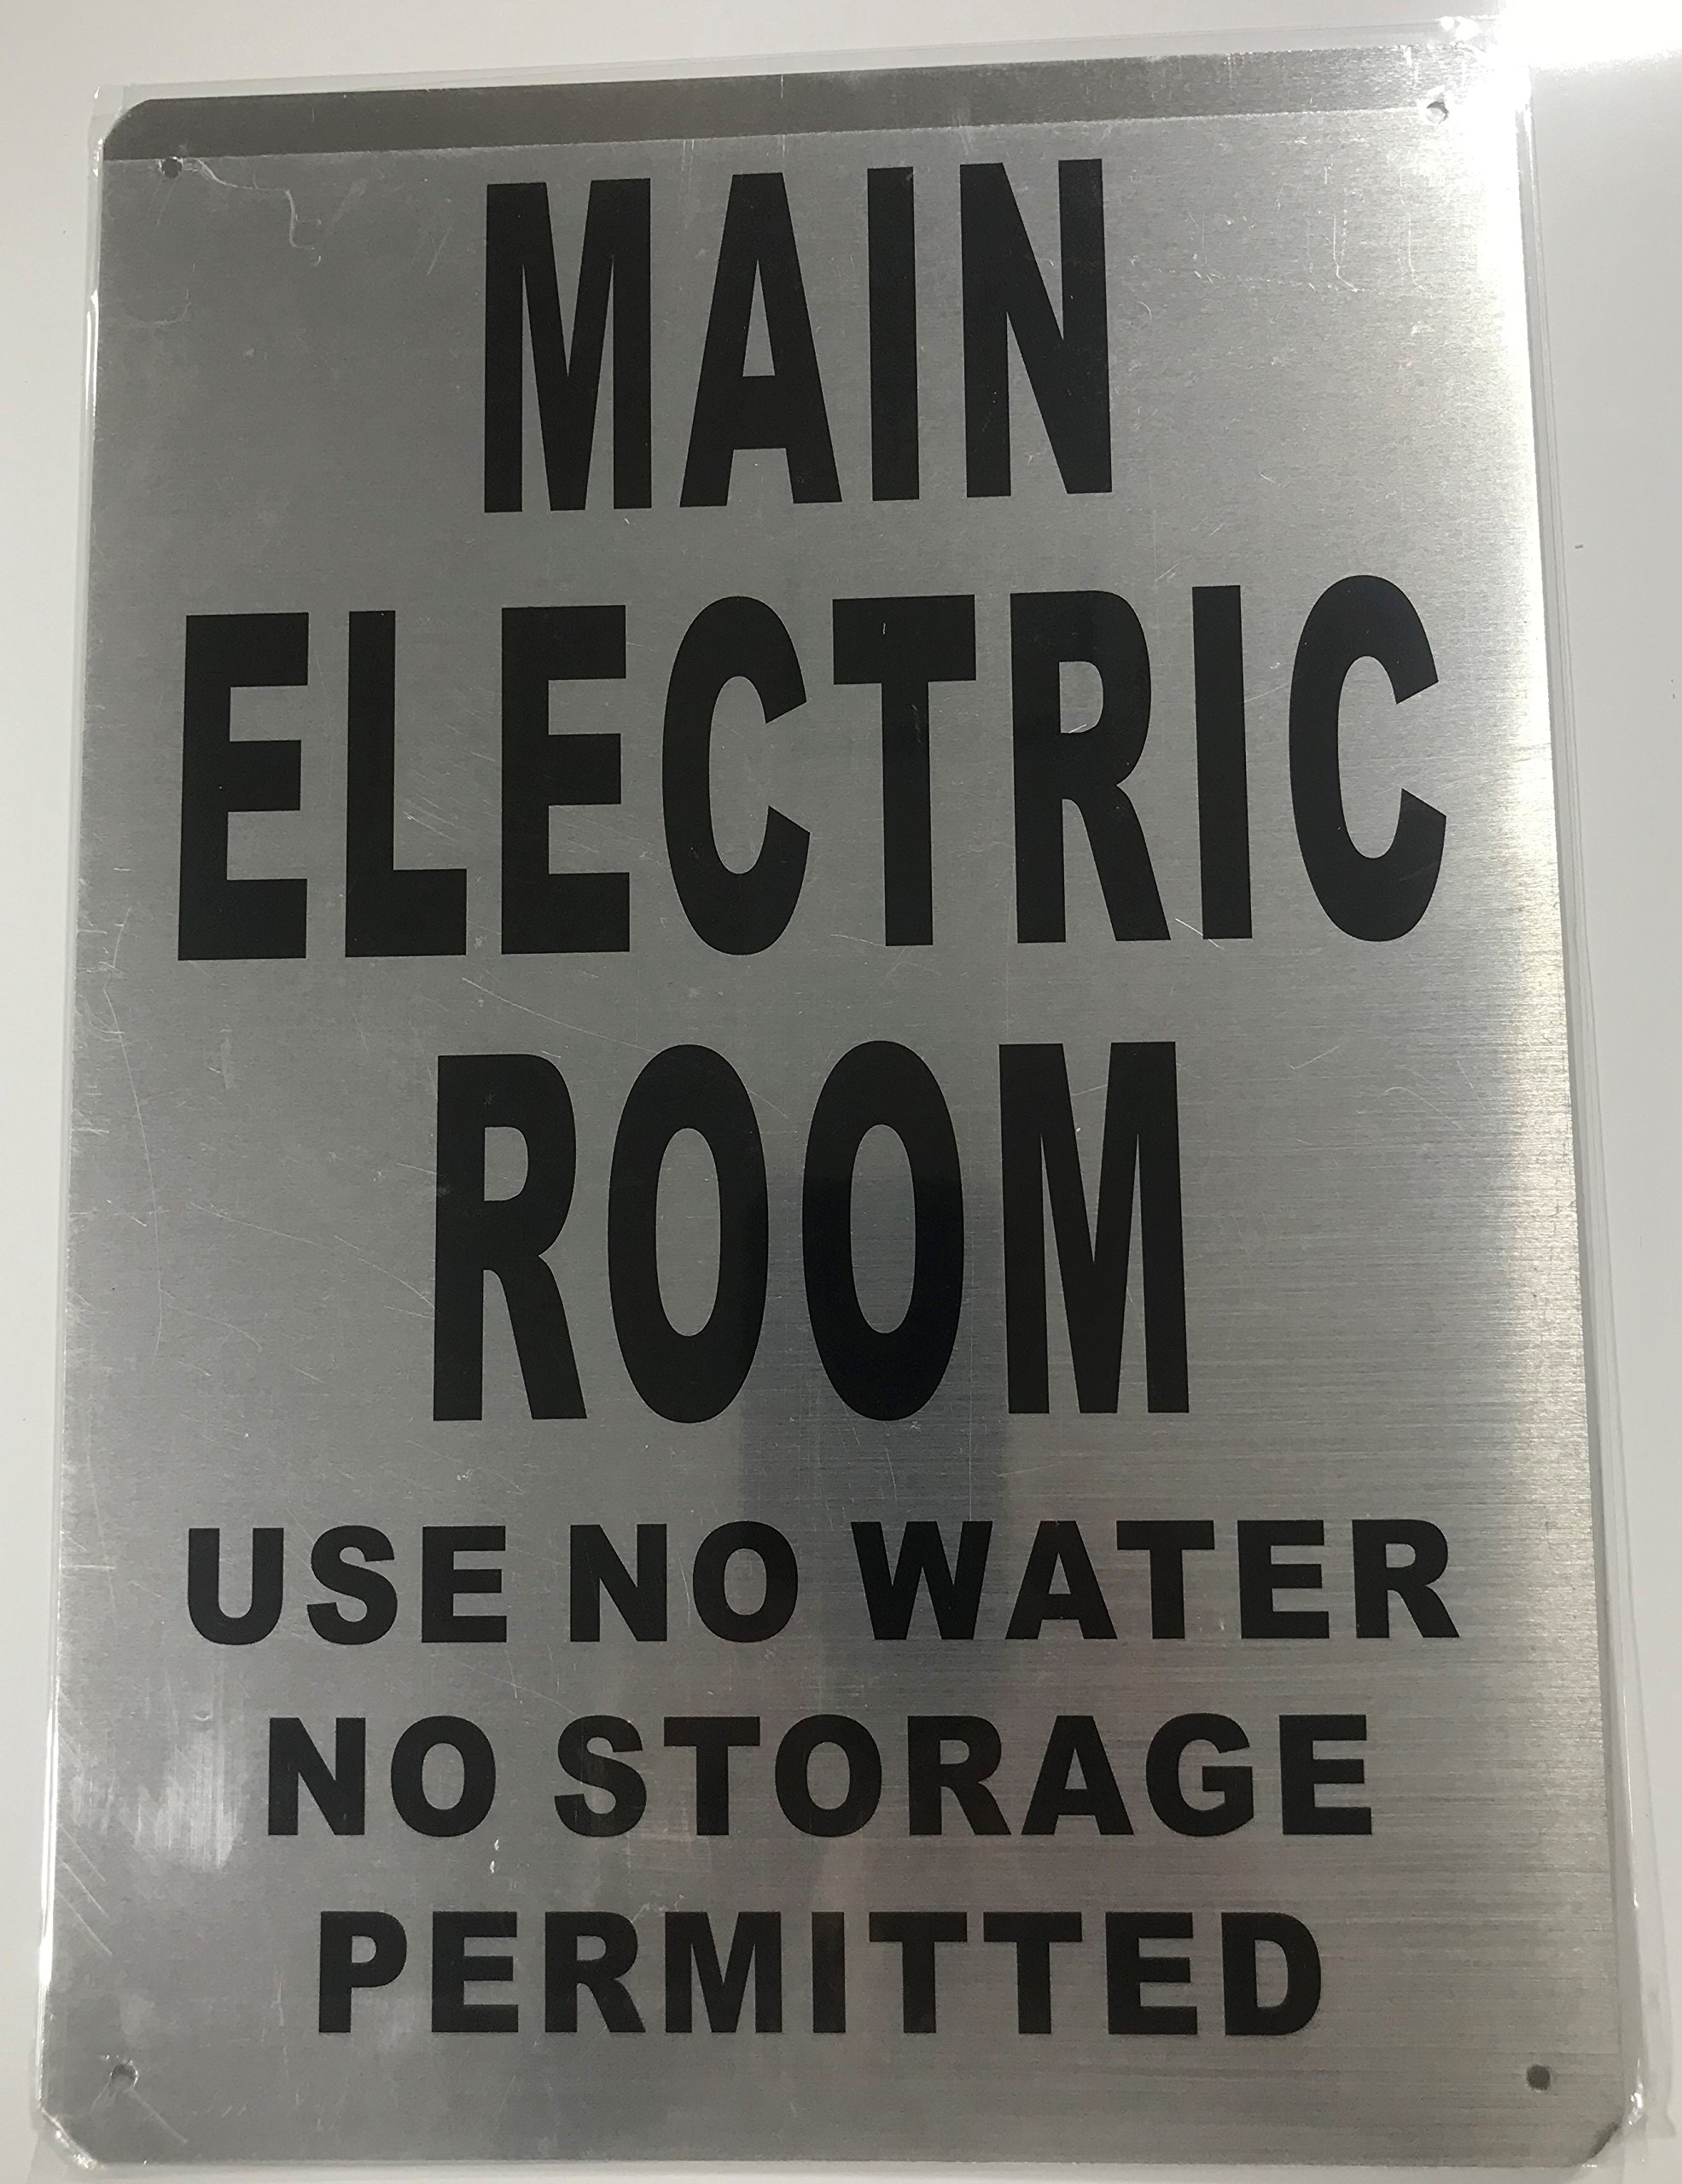 MAIN
ELECTRIC
ROOM
USE NO WATER
NO STORAGE
PERMITTED